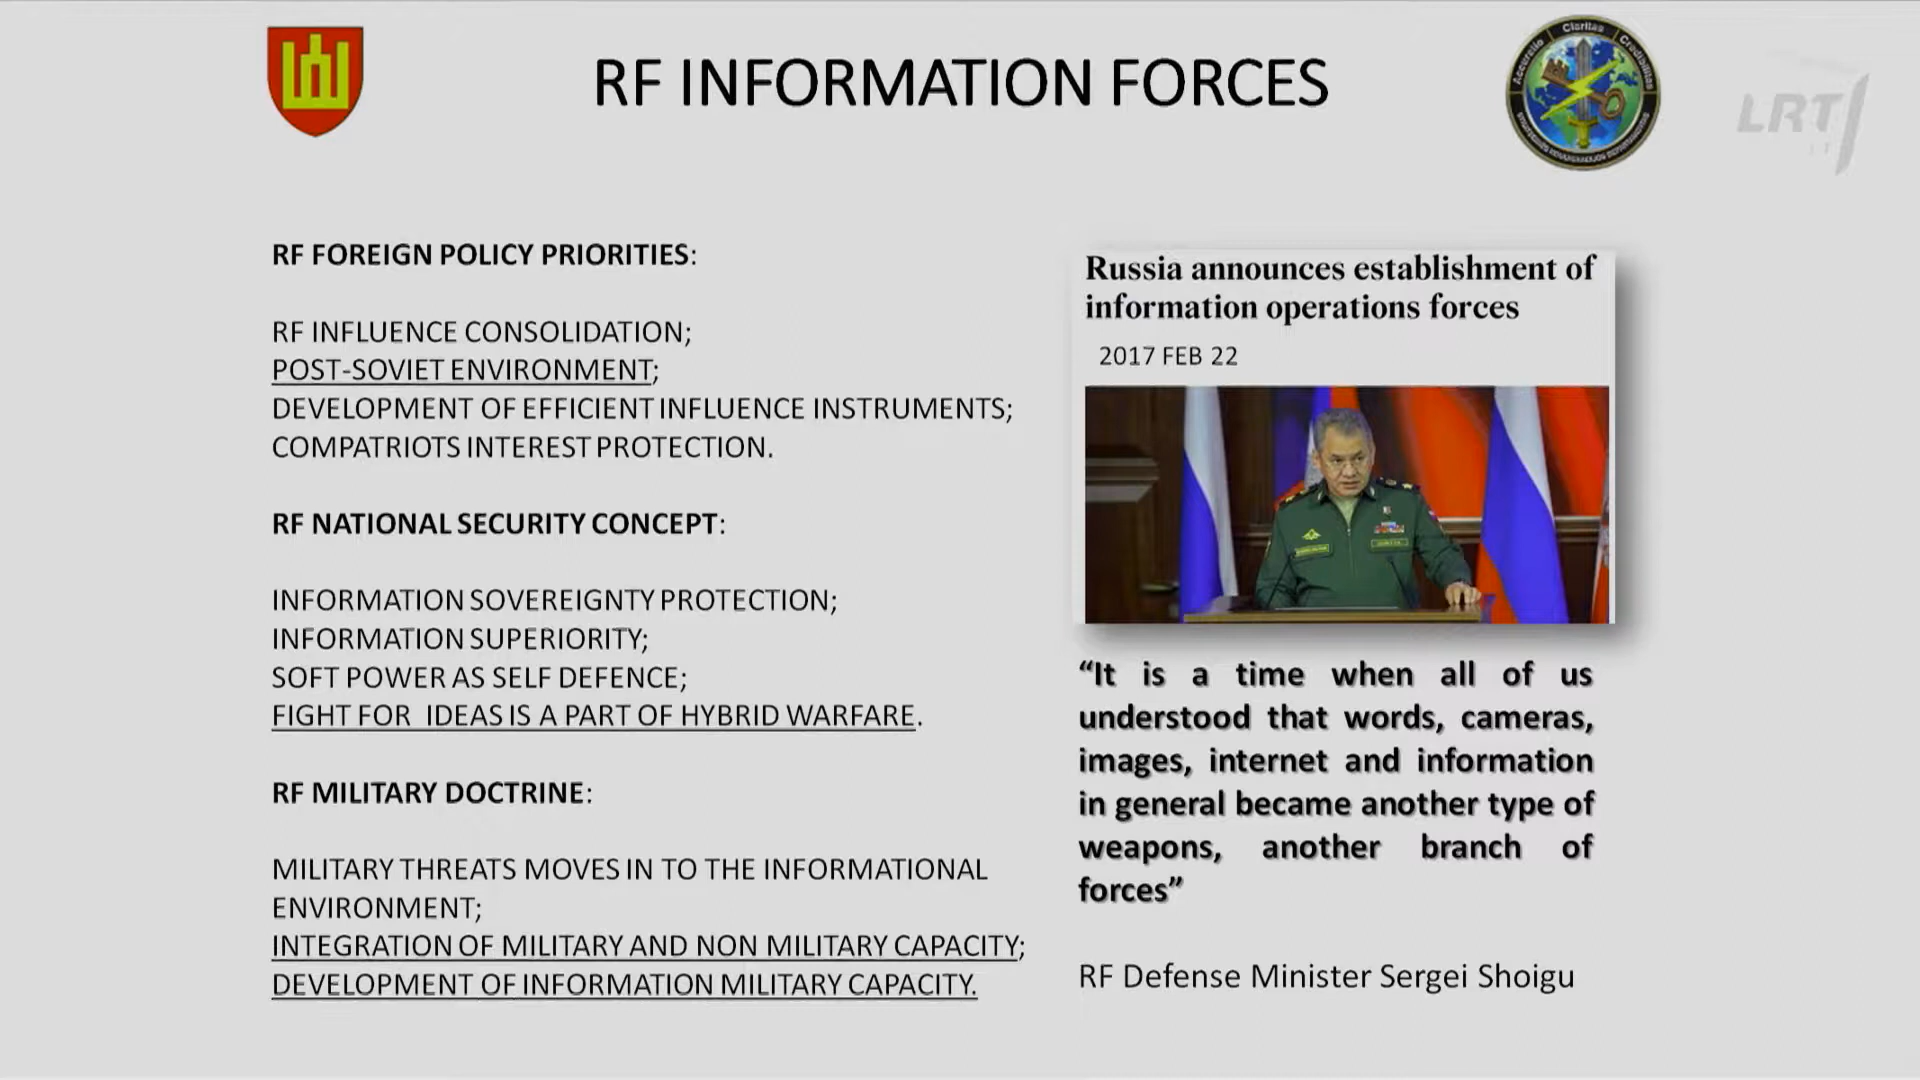 RF INFORMATION FORCES
Accuratio Claritas Credibilitas
LRT
RF FOREIGN POLICY PRIORITIES:
RF INFLUENCE CONSOLIDATION;
POST-SOVIET ENVIRONMENT;
DEVELOPMENT OF EFFICIENT INFLUENCE INSTRUMENTS;
COMPATRIOTS INTEREST PROTECTION.
RF NATIONAL SECURITY CONCEPT:
INFORMATION SOVEREIGNTY PROTECTION;
INFORMATION SUPERIORITY;
SOFT POWER AS SELF DEFENCE;
FIGHT FOR IDEAS IS A PART OF HYBRID WARFARE.
RF MILITARY DOCTRINE:
MILITARY THREATS MOVES IN TO THE INFORMATIONAL
ENVIRONMENT;
INTEGRATION OF MILITARY AND NON MILITARY CAPACITY;
DEVELOPMENT OF INFORMATION MILITARY CAPACITY.
Russia announces establishment of
information operations forces
2017 FEB 22
“It is a time when all of us
understood that words, cameras,
images, internet and information
in general became another type of
weapons, another branch of
forces”
RF Defense Minister Sergei Shoigu